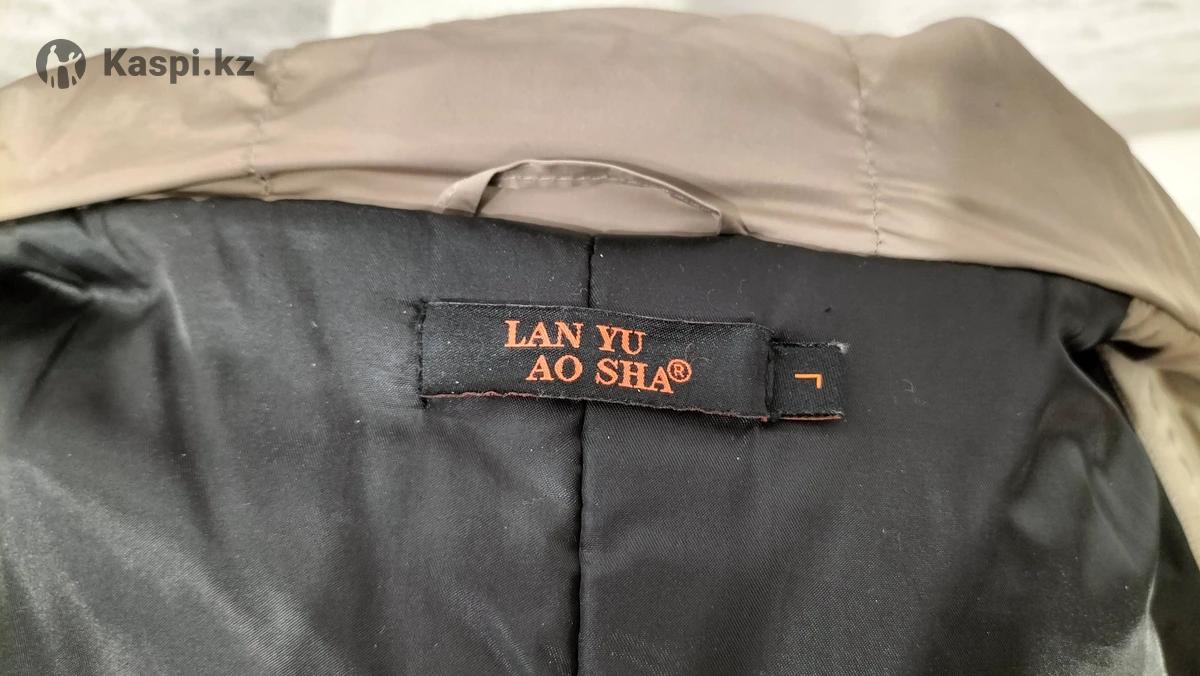 Kaspi.kz
LAN YU
AO SHA®
L